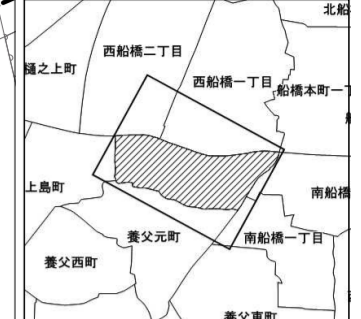 北船
西船橋二丁目
樋之上町
西船橋一丁目
船橋本町一丁
上島町
南船橋
養父元町
南船橋一丁目
養父西町
養父東町